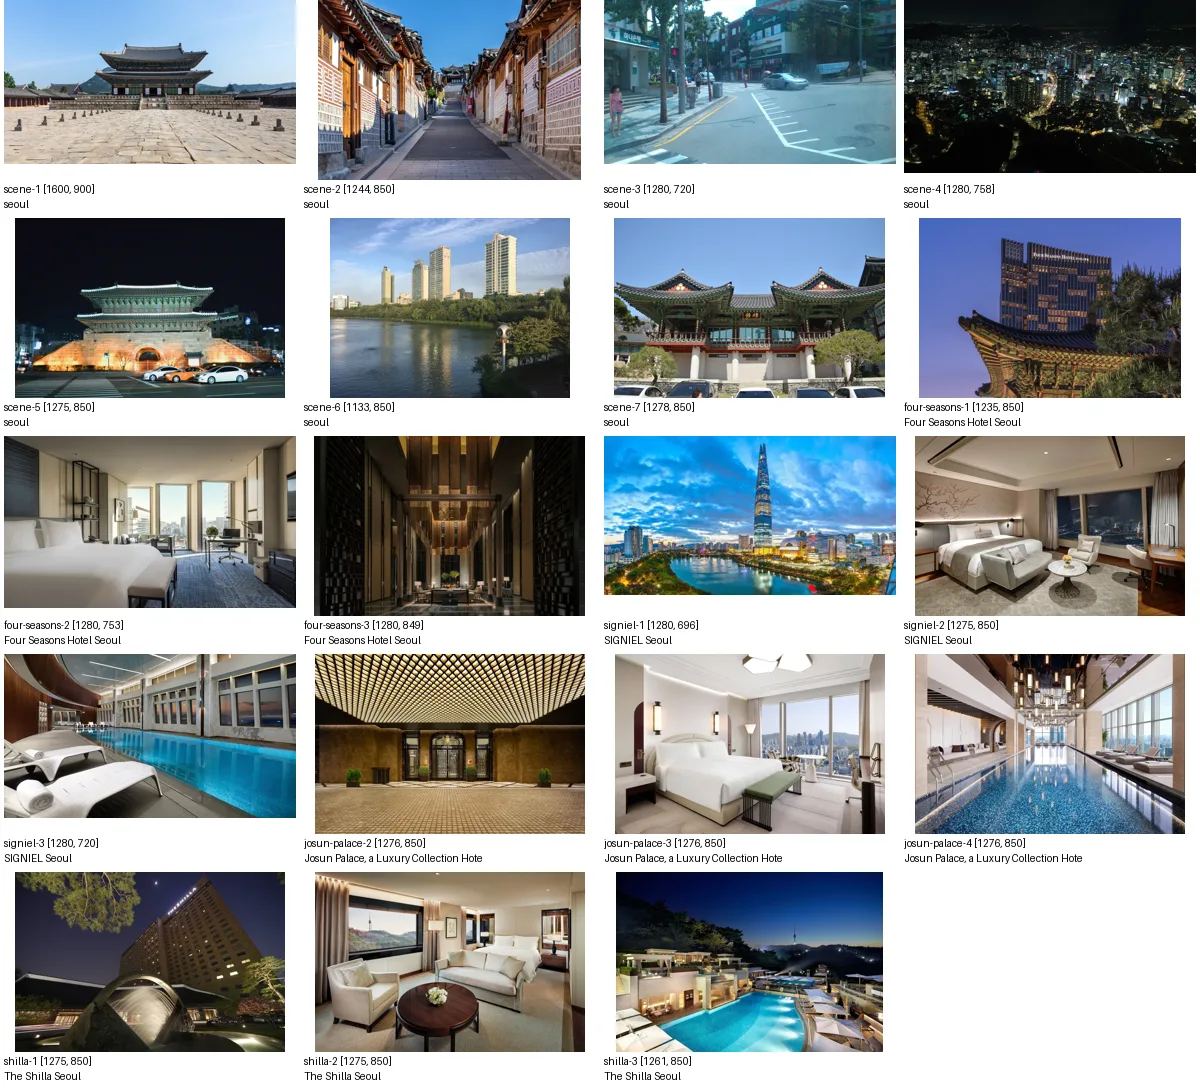 scene-1 [1600, 900]
seoul
scene-2 [1244, 850]
seoul
scene-3 [1280, 720]
seoul
scene-4 [1280, 758]
seoul
scene-5 [1275, 850]
seoul
scene-6 [1133, 850]
seoul
scene-7 [1278, 850]
seoul
four-seasons-1 [1235, 850]
Four Seasons Hotel Seoul
four-seasons-2 [1280, 753]
Four Seasons Hotel Seoul
four-seasons-3 [1280, 849]
Four Seasons Hotel Seoul
signiel-1 [1280, 696]
SIGNIEL Seoul
signiel-2 [1275, 850]
SIGNIEL Seoul
signiel-3 [1280, 720]
SIGNIEL Seoul
josun-palace-2 [1276, 850]
Josun Palace, a Luxury Collection Hote
josun-palace-3 [1276, 850]
Josun Palace, a Luxury Collection Hote
josun-palace-4 [1276, 850]
Josun Palace, a Luxury Collection Hote
THE SHILLA
shilla-1 [1275, 850]
The Shilla Seoul
shilla-2 [1275, 850]
The Shilla Seoul
shilla-3 [1261, 850]
The Shilla Seoul